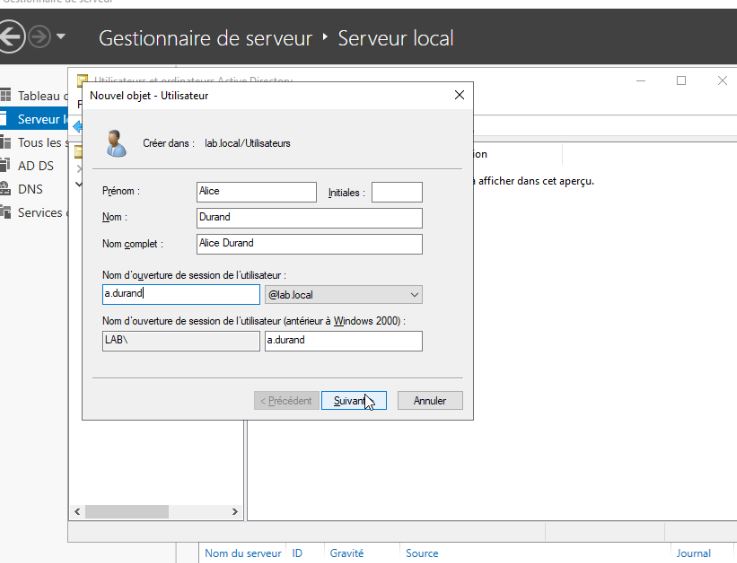 Gestionnaire de serveur
Gestionnaire de serveur ‣ Serveur local
Utilisateurs et ordinateurs Active Directory
Tableau
Serveur
Tous les
AD DS
DNS
Services
Nouvel objet - Utilisateur
Créer dans : lab.local/Utilisateurs
Prénom : Alice Initiales :
Nom : Durand
Nom complet : Alice Durand
Nom d'ouverture de session de l'utilisateur :
a.durand @lab.local
Nom d'ouverture de session de l'utilisateur (antérieur à Windows 2000) :
LAB\ a.durand
< Précédent Suivant Annuler
à afficher dans cet aperçu.
Nom du serveur ID Gravité Source Journal